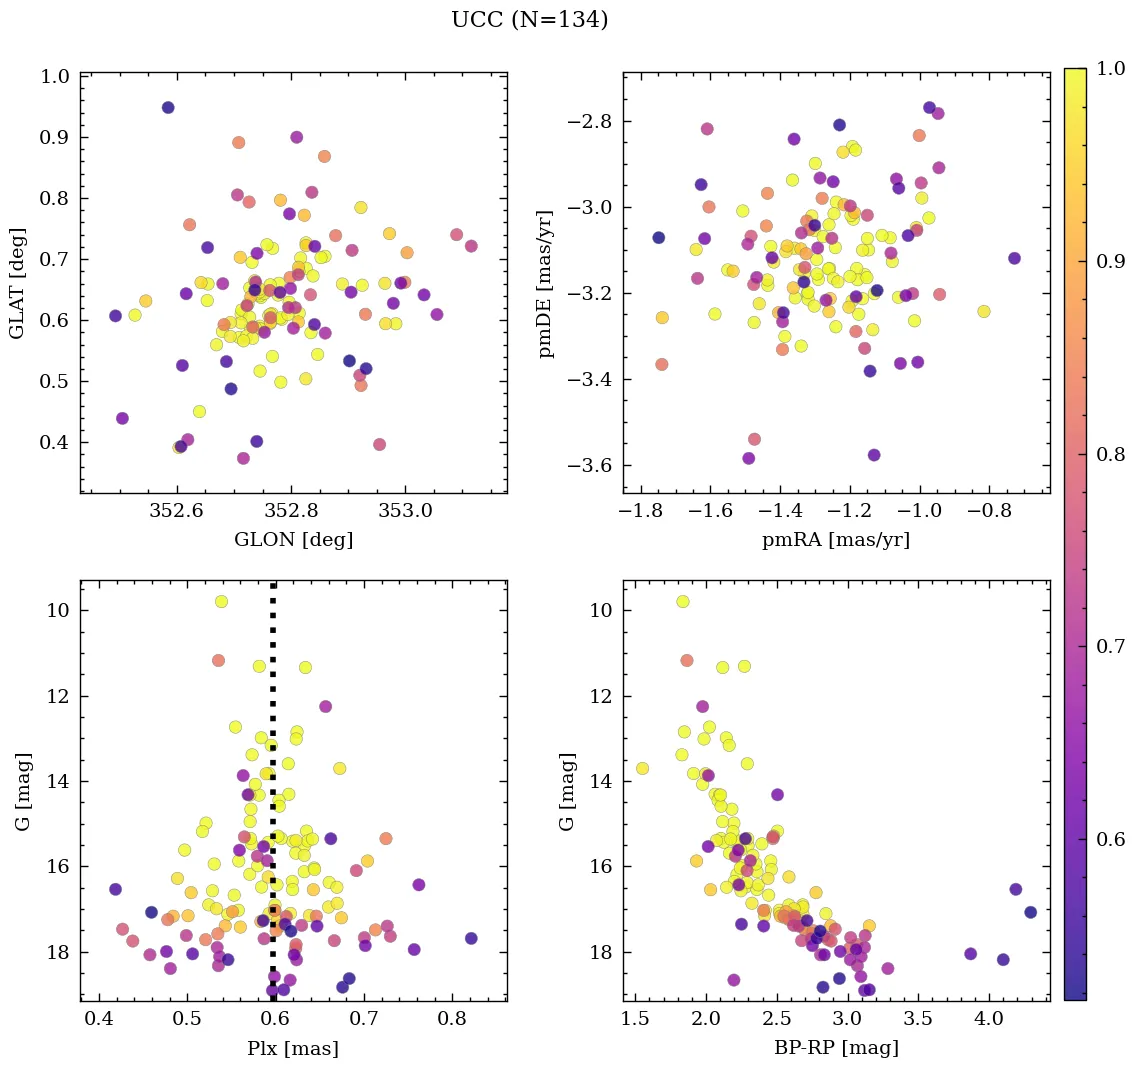 UCC (N=134)
1.0
0.9
0.8
0.7
0.6
0.5
0.4
GLAT [deg]
352.6 352.8 353.0
GLON [deg]
−2.8
−3.0
−3.2
−3.4
−3.6
pmDE [mas/yr]
−1.8 −1.6 −1.4 −1.2 −1.0 −0.8
pmRA [mas/yr]
10
12
14
16
18
G [mag]
0.4 0.5 0.6 0.7 0.8
Plx [mas]
10
12
14
16
18
G [mag]
1.5 2.0 2.5 3.0 3.5 4.0
BP-RP [mag]
1.0
0.9
0.8
0.7
0.6